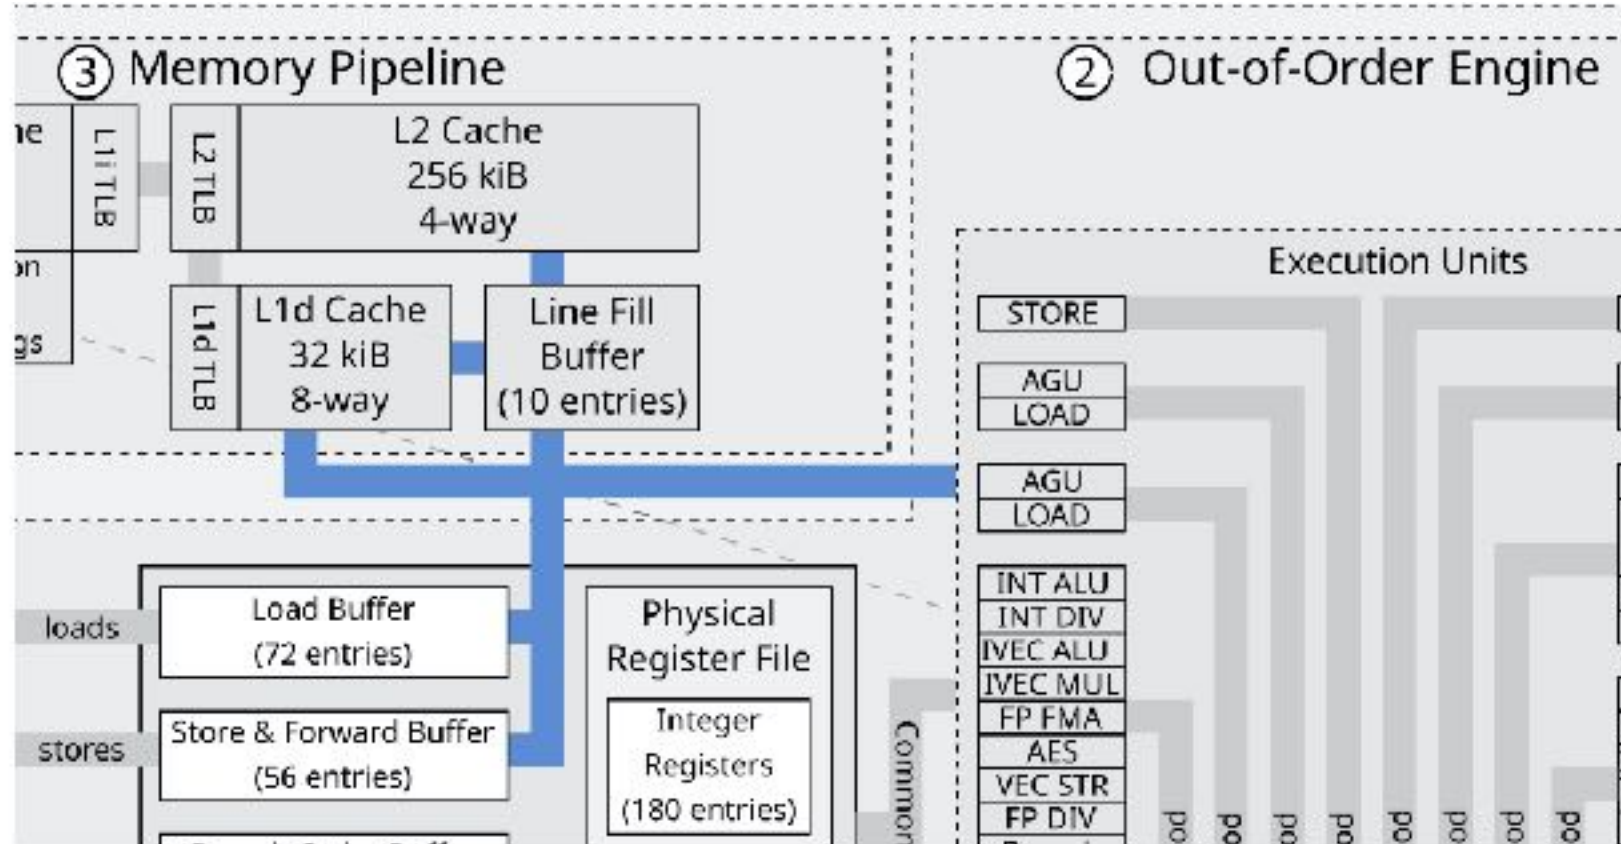 3 Memory Pipeline
2 Out-of-Order Engine
L1i TLB
L2 TLB
L2 Cache
256 kiB
4-way
L1d TLB
L1d Cache
32 kiB
8-way
Line Fill
Buffer
(10 entries)
loads
Load Buffer
(72 entries)
stores
Store & Forward Buffer
(56 entries)
Physical
Register File
Integer
Registers
(180 entries)
Common
Execution Units
STORE
AGU
LOAD
AGU
LOAD
INT ALU
INT DIV
IVEC ALU
IVEC MUL
FP FMA
AES
VEC STR
FP DIV